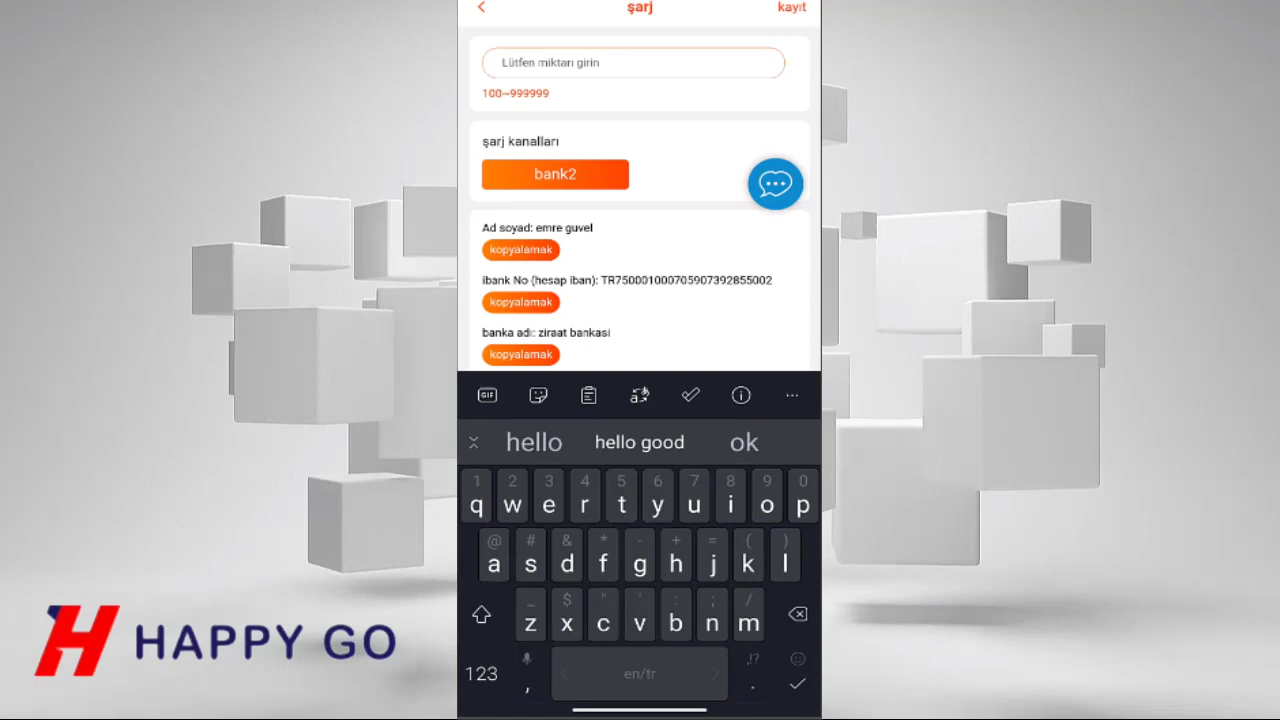 şarj
kayıt
Lütfen miktarı girin
100~999999
şarj kanalları
bank2
Ad soyad: emre guvel
kopyalamak
ibank No (hesap iban): TR750001000705907392855002
kopyalamak
banka adı: ziraat bankasi
kopyalamak
GIF
hello hello good ok
1 2 3 4 5 6 7 8 9 0
q w e r t y u i o p
@ # & * - + = ( )
a s d f g h j k l
_ $ " ' : ; /
z x c v b n m
123 , en/tr .
,!?
H HAPPY GO